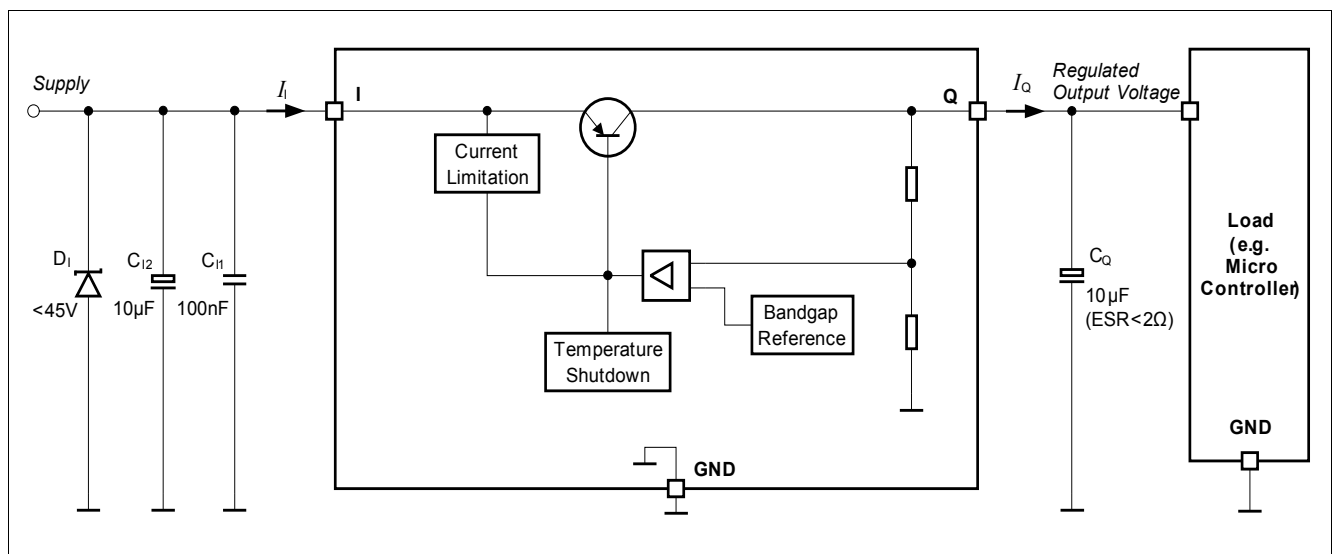 Supply
I_I
I
Q
I_Q
Regulated
Output Voltage
Current
Limitation
D_I
<45V
C_I2
10µF
C_I1
100nF
Temperature
Shutdown
Bandgap
Reference
C_Q
10µF
(ESR<2Ω)
Load
(e.g.
Micro
Controller)
GND
GND